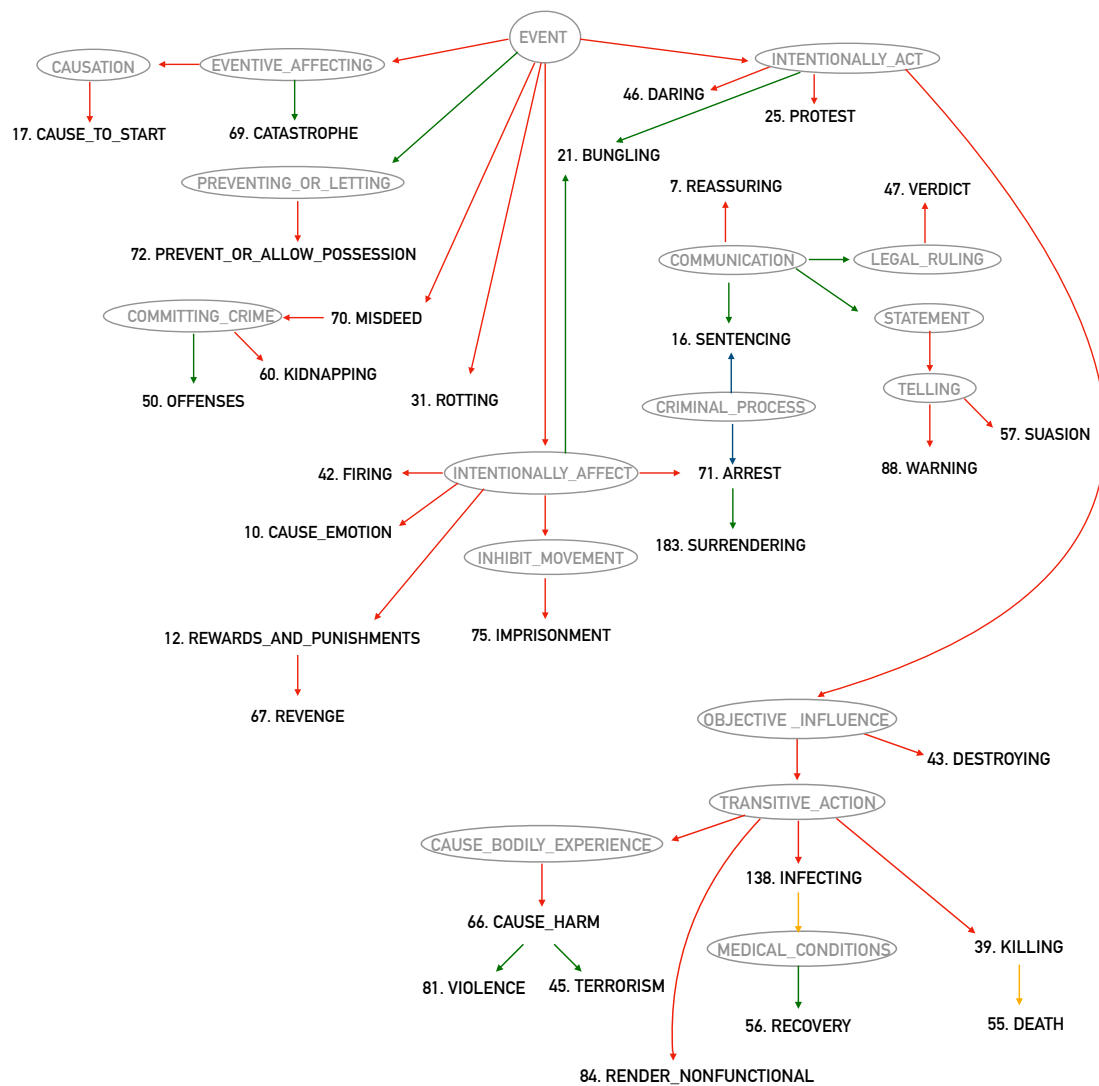 EVENT
CAUSATION
EVENTIVE_AFFECTING
INTENTIONALLY_ACT
46. DARING
25. PROTEST
17. CAUSE_TO_START
69. CATASTROPHE
21. BUNGLING
PREVENTING_OR_LETTING
7. REASSURING
47. VERDICT
72. PREVENT_OR_ALLOW_POSSESSION
COMMUNICATION
LEGAL_RULING
COMMITTING_CRIME
70. MISDEED
STATEMENT
16. SENTENCING
60. KIDNAPPING
50. OFFENSES
31. ROTTING
TELLING
CRIMINAL_PROCESS
57. SUASION
42. FIRING
INTENTIONALLY_AFFECT
71. ARREST
88. WARNING
10. CAUSE_EMOTION
183. SURRENDERING
INHIBIT_MOVEMENT
12. REWARDS_AND_PUNISHMENTS
75. IMPRISONMENT
67. REVENGE
OBJECTIVE _INFLUENCE
43. DESTROYING
TRANSITIVE_ACTION
CAUSE_BODILY_EXPERIENCE
138. INFECTING
66. CAUSE_HARM
MEDICAL_CONDITIONS
39. KILLING
81. VIOLENCE
45. TERRORISM
56. RECOVERY
55. DEATH
84. RENDER_NONFUNCTIONAL